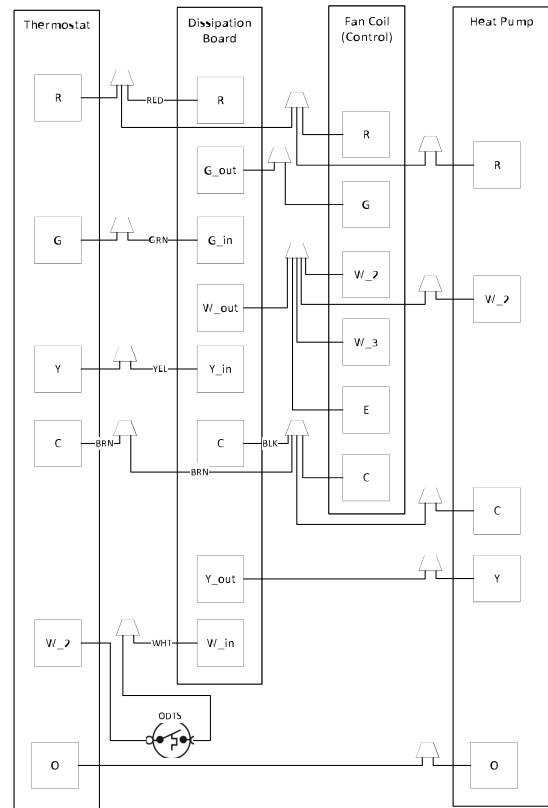 Thermostat
Dissipation
Board
Fan Coil
(Control)
Heat Pump
R
RED
R
R
R
G_out
G
G
GRN
G_in
W_2
W_2
W_out
W_3
Y
YEL
Y_in
E
C
BRN
C
BLK
BRN
C
C
Y_out
Y
W_2
WHT
W_in
ODTS
O
O